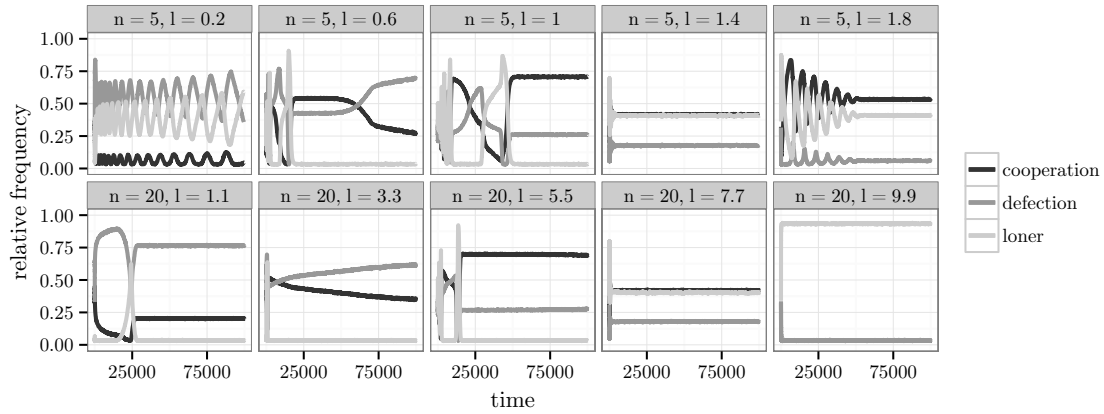 n = 5, l = 0.2
n = 5, l = 0.6
n = 5, l = 1
n = 5, l = 1.4
n = 5, l = 1.8
1.00
0.75
0.50
0.25
0.00
n = 20, l = 1.1
n = 20, l = 3.3
n = 20, l = 5.5
n = 20, l = 7.7
n = 20, l = 9.9
1.00
0.75
0.50
0.25
0.00
relative frequency
25000 75000 25000 75000 25000 75000 25000 75000 25000 75000
time
cooperation
defection
loner